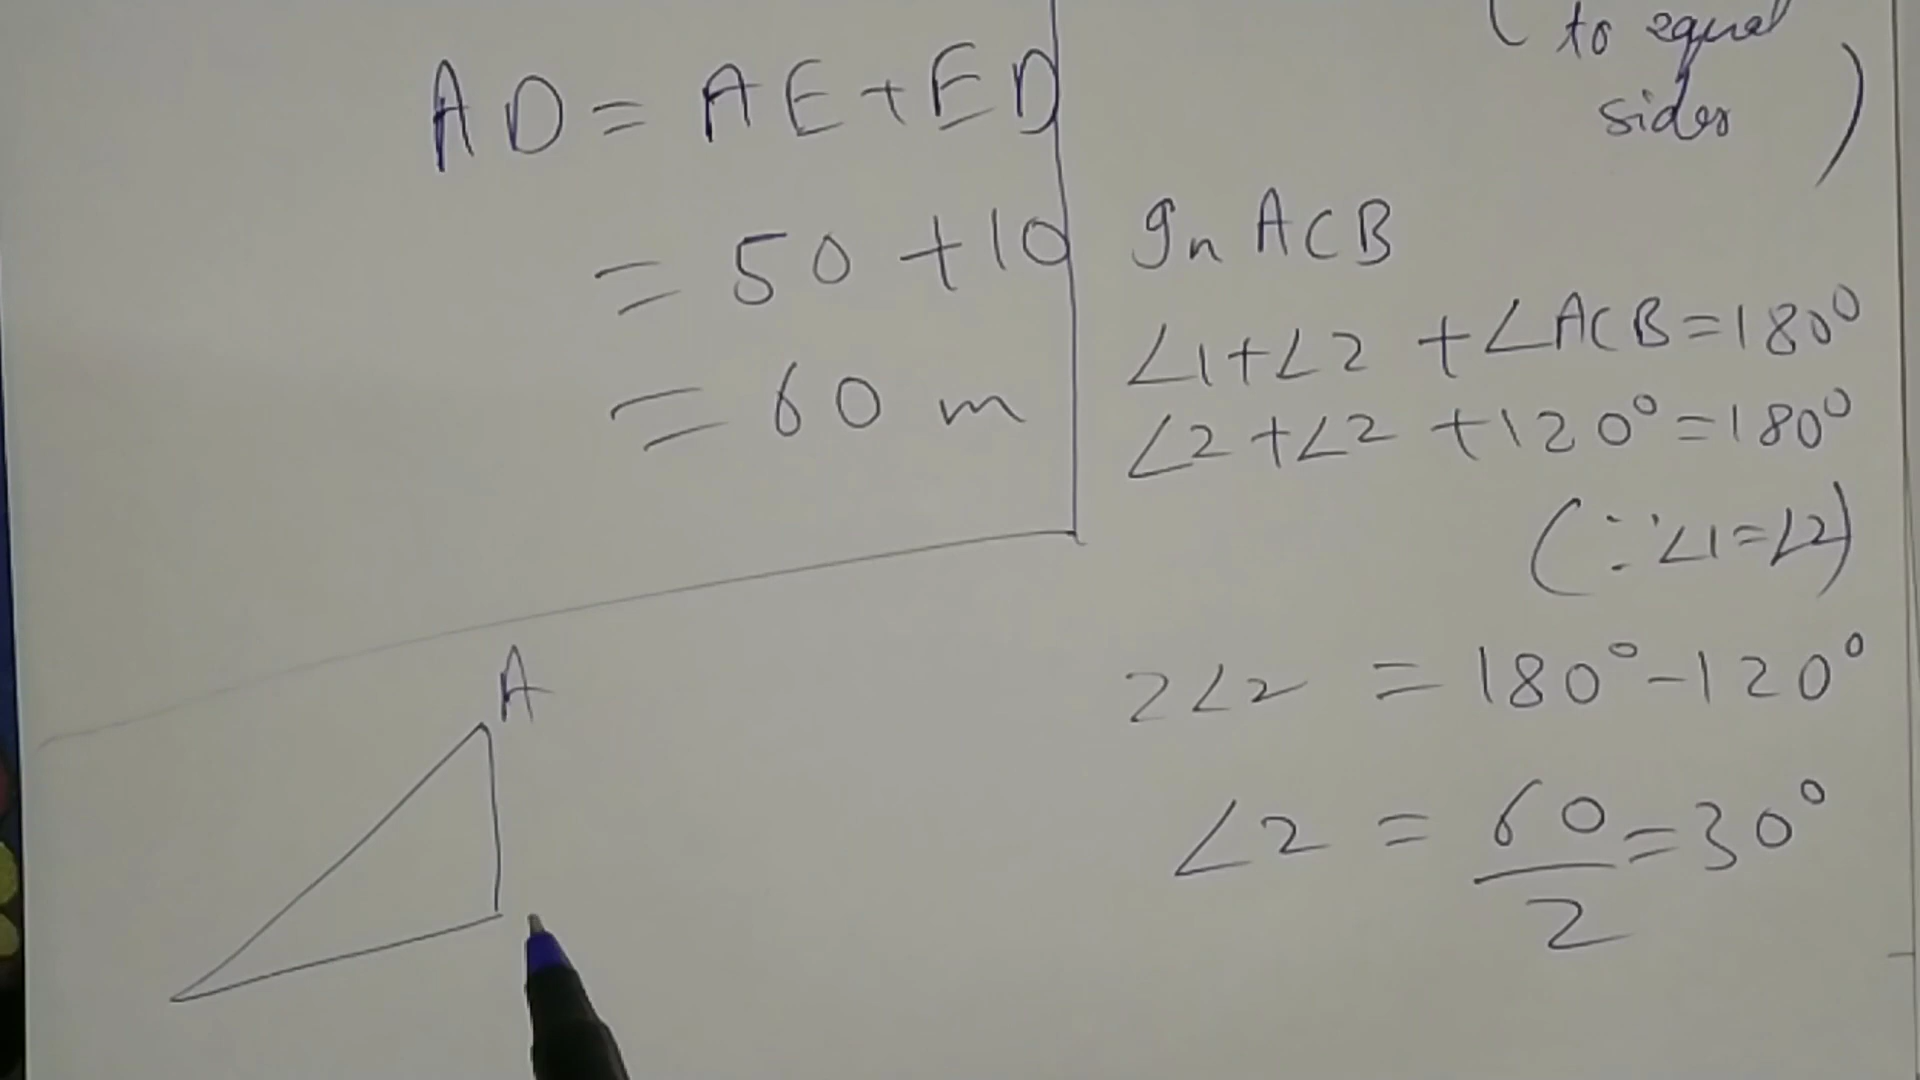 AD = AE + ED
= 50 + 10
= 60 m
A
( to equal
sides )
In ACB
∠1 + ∠2 + ∠ACB = 180°
∠2 + ∠2 + 120° = 180°
(∵ ∠1 = ∠2)
2∠2 = 180° - 120°
∠2 = 60/2 = 30°